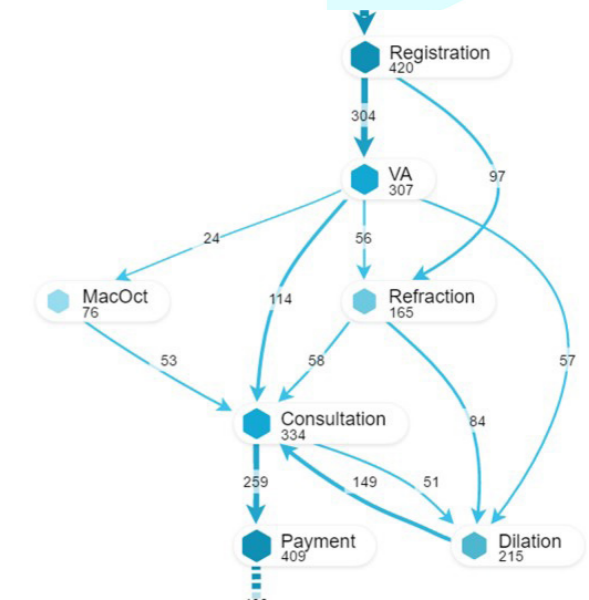 Registration
420
304
VA
307
97
24
56
MacOct
76
114
Refraction
165
53
58
57
Consultation
334
84
259
149
51
Payment
409
Dilation
215